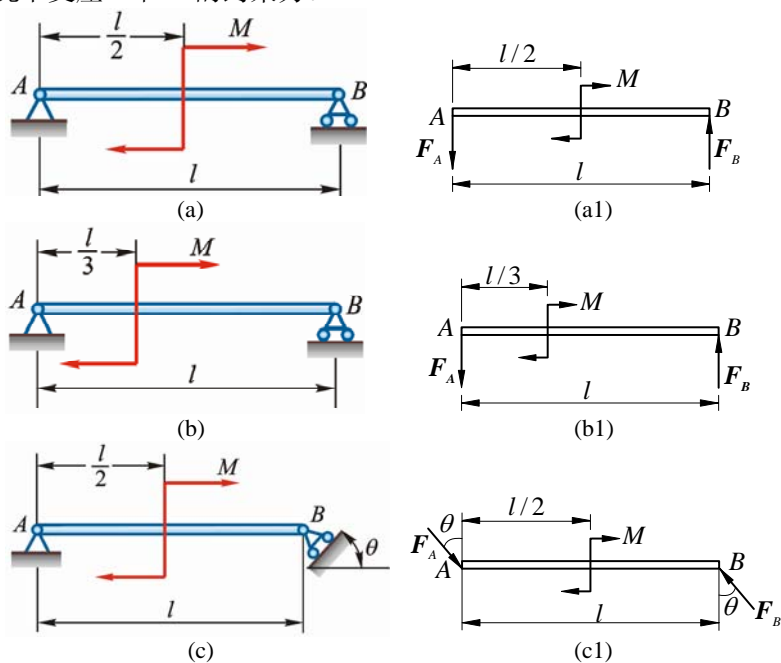 l/2 M
A B
l
(a)
l/2
M
A B
F_A F_B
l
(a1)
l/3 M
A B
l
(b)
l/3
M
A B
F_A F_B
l
(b1)
l/2 M
A B
θ
l
(c)
l/2
θ M
F_A
A B
θ F_B
l
(c1)